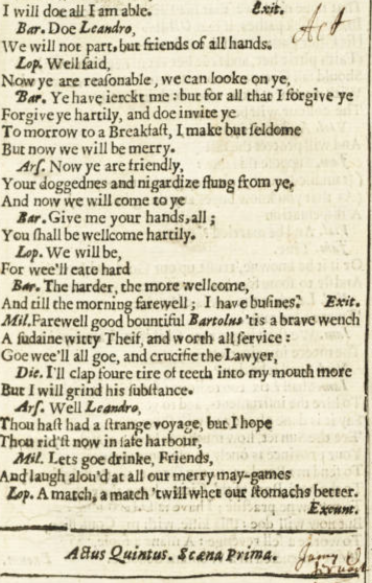 I will doe all I am able. Exit.
Act
Bar. Doe Leandro,
We will not part, but friends of all hands.
Lop. Well said,
Now ye are reasonable, we can looke on ye,
Bar. Ye have ierckt me : but for all that I forgive ye
Forgive ye hartily, and doe invite ye
To morrow to a Breakfast, I make but seldome
But now we will be merry.
Ars. Now ye are friendly,
Your doggednes and nigardize flung from ye,
And now we will come to ye
Bar. Give me your hands, all ;
You shall be wellcome hartily.
Lop. We will be,
For wee'll eate hard
Bar. The harder, the more wellcome,
And till the morning farewell ; I have busines. Exit.
Mil. Farewell good bountiful Bartolus 'tis a brave wench
A sudaine witty Theif, and worth all service :
Goe wee'll all goe, and crucifie the Lawyer,
Die. I'll clap foure tire of teeth into my mouth more
But I will grind his substance.
Ars. Well Leandro,
Thou hast had a strange voyage, but I hope
Thou rid'st now in safe harbour,
Mil. Lets goe drinke, Friends,
And laugh alou'd at all our merry may-games
Lop. A match, a match 'twill whet our stomachs better.
Exeunt.
Actus Quintus. Scæna Prima.